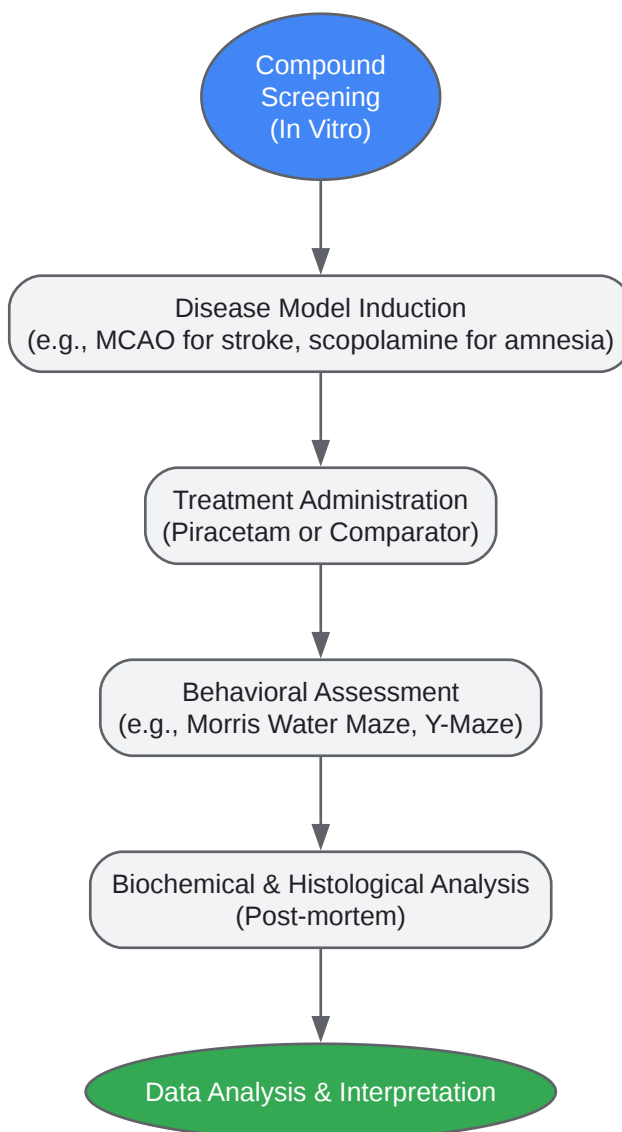 Compound
Screening
(In Vitro)
Disease Model Induction
(e.g., MCAO for stroke, scopolamine for amnesia)
Treatment Administration
(Piracetam or Comparator)
Behavioral Assessment
(e.g., Morris Water Maze, Y-Maze)
Biochemical & Histological Analysis
(Post-mortem)
Data Analysis & Interpretation